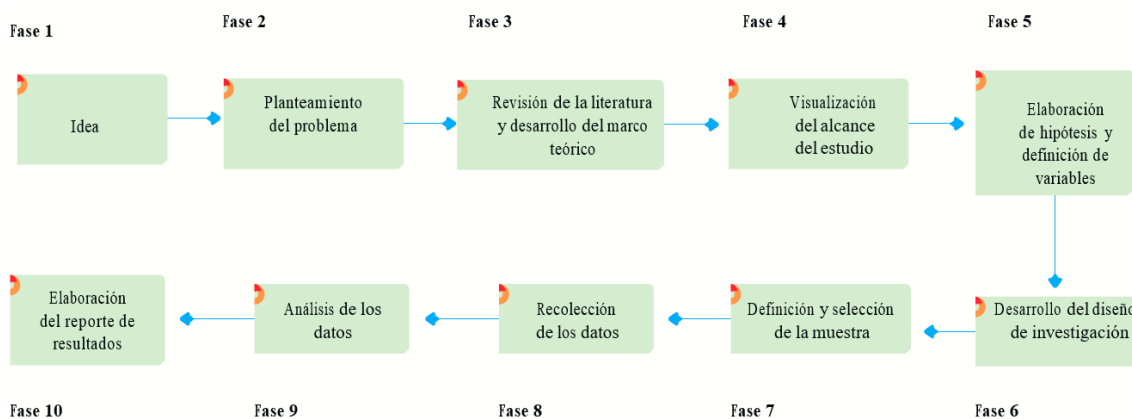 Fase 1
Idea
Fase 2
Planteamiento
del problema
Fase 3
Revisión de la literatura
y desarrollo del marco
teórico
Fase 4
Visualización
del alcance
del estudio
Fase 5
Elaboración
de hipótesis y
definición de
variables
Desarrollo del diseño
de investigación
Fase 6
Definición y selección
de la muestra
Fase 7
Recolección
de los datos
Fase 8
Análisis de los
datos
Fase 9
Elaboración
del reporte de
resultados
Fase 10